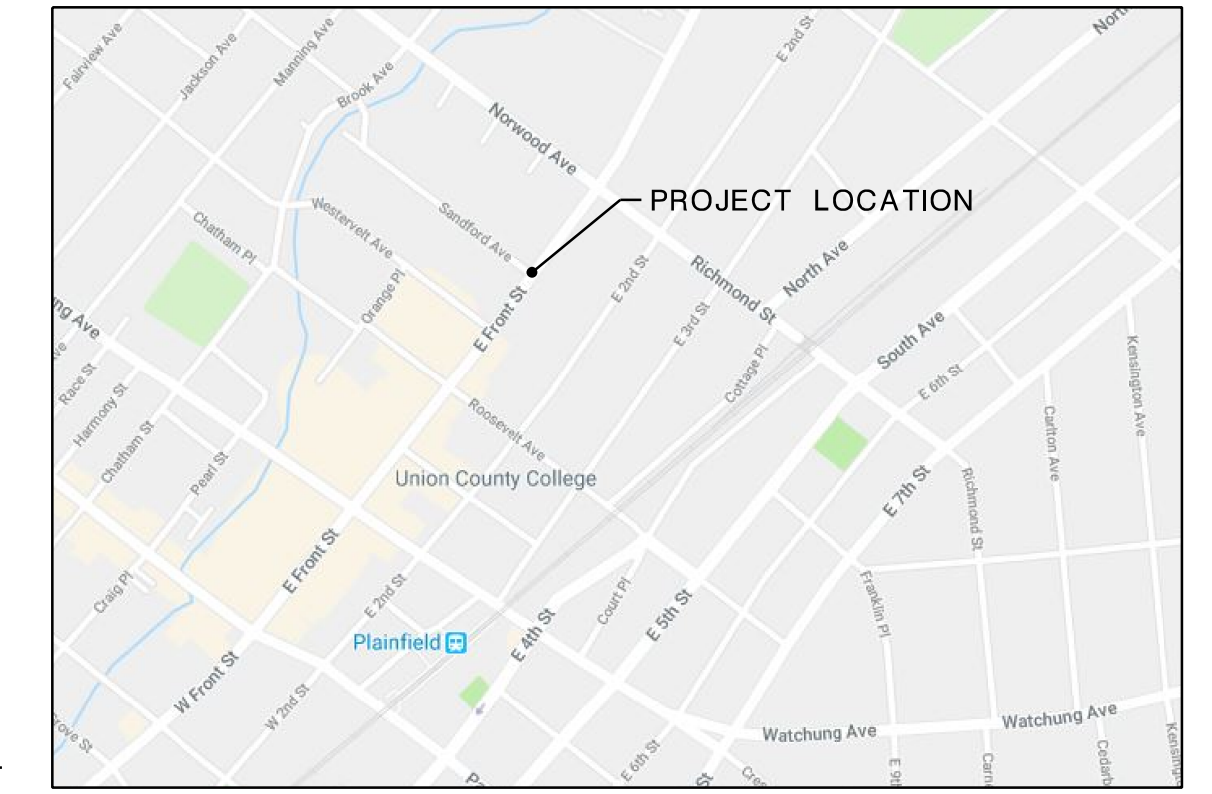 Fairview Ave
Jackson Ave
Manning Ave
Brook Ave
E 2nd St
Norwood Ave
PROJECT LOCATION
Westervelt Ave
Sandford Ave
Chatham Pl
Orange Pl
E Front St
E 2nd St
E 3rd St
Richmond St
North Ave
South Ave
Cottage Pl
E 6th St
Kensington Ave
Race St
Harmony St
Chatham St
Pearl St
Roosevelt Ave
Union County College
Carlton Ave
E 7th St
Richmond St
E Front St
Craig Pl
E 2nd St
Plainfield
E 4th St
Court Pl
E 5th St
Franklin Pl
W Front St
W 2nd St
E 6th St
Watchung Ave
Watchung Ave